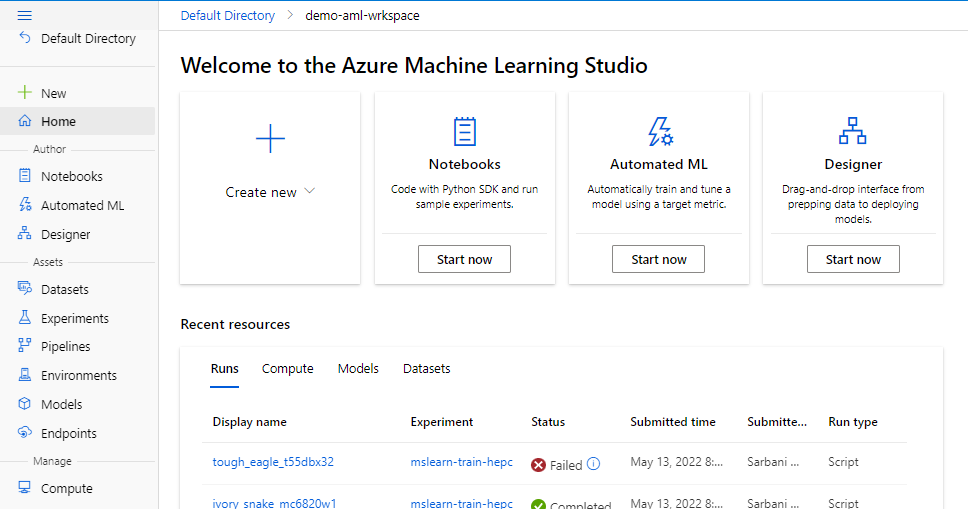 Default Directory
New
Home
Author
Notebooks
Automated ML
Designer
Assets
Datasets
Experiments
Pipelines
Environments
Models
Endpoints
Manage
Compute
Default Directory > demo-aml-wrkspace
Welcome to the Azure Machine Learning Studio
Create new
Notebooks
Code with Python SDK and run
sample experiments.
Start now
Automated ML
Automatically train and tune a
model using a target metric.
Start now
Designer
Drag-and-drop interface from
prepping data to deploying
models.
Start now
Recent resources
Runs Compute Models Datasets
Display name Experiment Status Submitted time Submitte... Run type
tough_eagle_t55dbx32 mslearn-train-hepc Failed May 13, 2022 8:... Sarbani ... Script
ivory_snake_mc6820w1 mslearn-train-hepc Completed May 13, 2022 8:... Sarbani ... Script